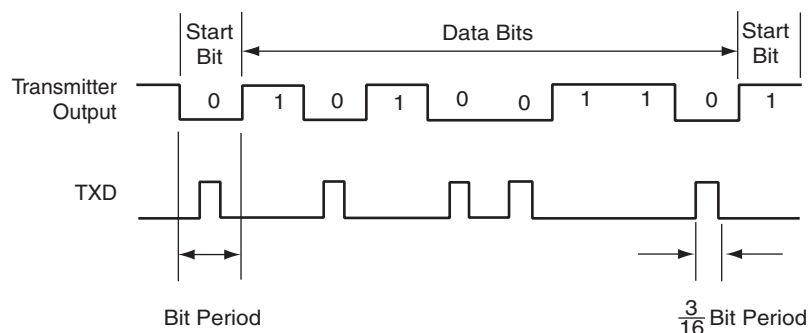 Start
Bit
Data Bits
Start
Bit
Transmitter
Output
0 1 0 1 0 0 1 1 0 1
TXD
Bit Period
3/16 Bit Period